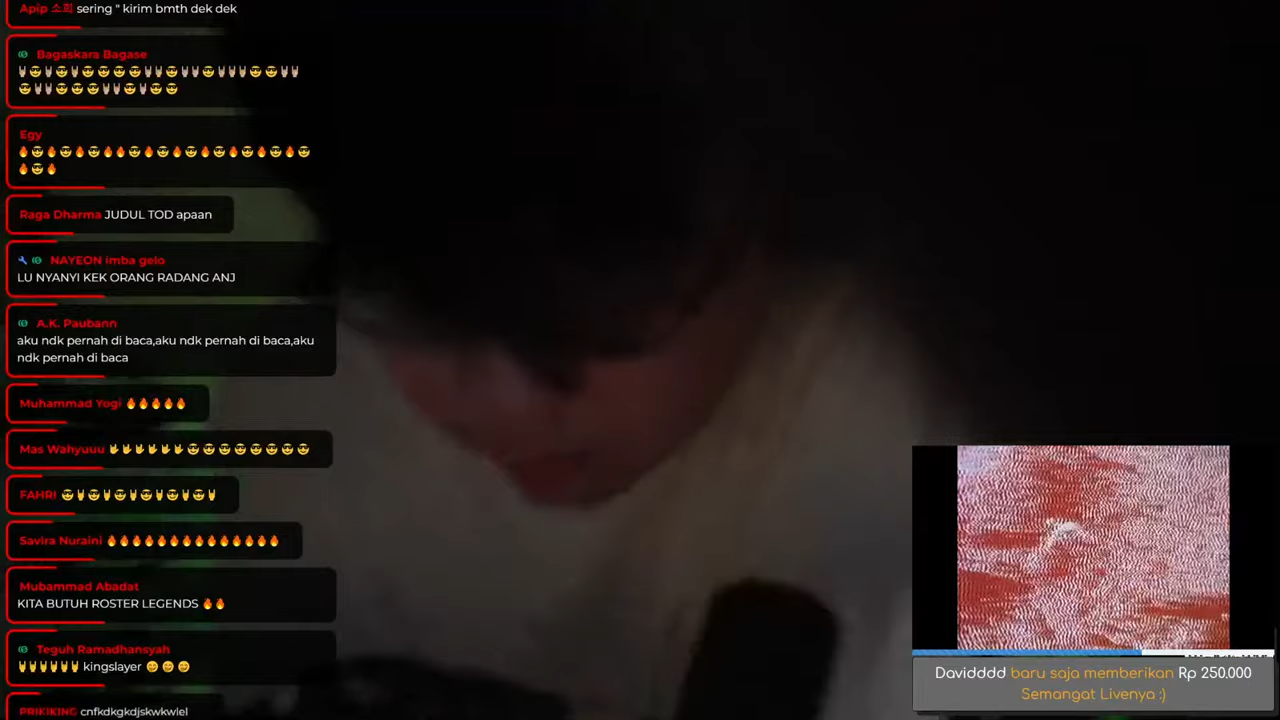 Apip 소희 sering " kirim bmth dek dek
Bagaskara Bagase
🤘😎🤘😎🤘😎😎😎😎🤘🤘😎🤘🤘😎🤘🤘🤘😎😎🤘🤘
😎🤘🤘😎😎😎🤘🤘😎🤘😎😎
Egy
🔥😎🔥😎🔥😎🔥🔥😎🔥😎🔥😎🔥😎🔥😎🔥😎🔥😎
🔥😎🔥
Raga Dharma JUDUL TOD apaan
NAYEON imba gelo
LU NYANYI KEK ORANG RADANG ANJ
A.K. Paubann
aku ndk pernah di baca,aku ndk pernah di baca,aku
ndk pernah di baca
Muhammad Yogi 🔥🔥🔥🔥🔥
Mas Wahyuuu 🤟🤟🤟🤟🤟🤟😎😎😎😎😎😎😎😎
FAHRI 😎🤘😎🤘😎🤘😎🤘😎🤘😎🤘
Savira Nuraini 🔥🔥🔥🔥🔥🔥🔥🔥🔥🔥🔥🔥🔥🔥
Mubammad Abadat
KITA BUTUH ROSTER LEGENDS 🔥🔥
Teguh Ramadhansyah
🤘🤘🤘🤘🤘🤘 kingslayer 😊😊😊
PRIKIKING cnfkdkgkdjskwkwlel
Davidddd baru saja memberikan Rp 250,000
Semangat Livenya :)